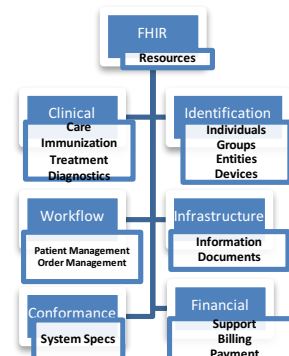 FHIR
Resources
Clinical
Care
Immunization
Treatment
Diagnostics
Identification
Individuals
Groups
Entities
Devices
Workflow
Patient Management
Order Management
Infrastructure
Information
Documents
Conformance
System Specs
Financial
Support
Billing
Payment